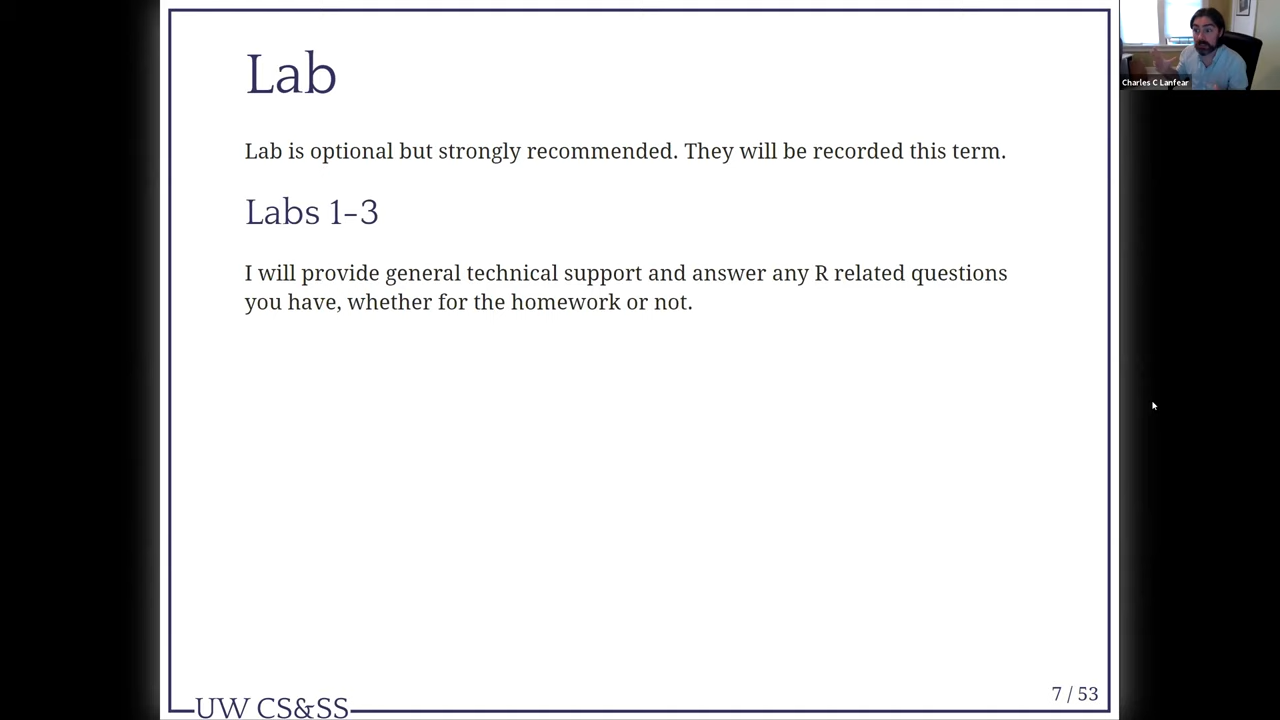 Lab
Charles C Lanfear
Lab is optional but strongly recommended. They will be recorded this term.
Labs 1–3
I will provide general technical support and answer any R related questions
you have, whether for the homework or not.
7 / 53
UW CS&SS